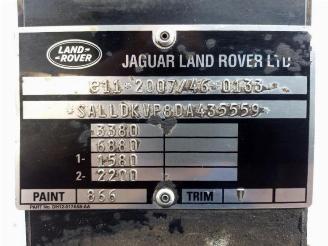 LAND-
ROVER
JAGUAR LAND ROVER LTD
e11*2007/46*0133
*SALLDKVP8DA435559*
3380
6880
1- 1580
2- 2200
PAINT 866 TRIM